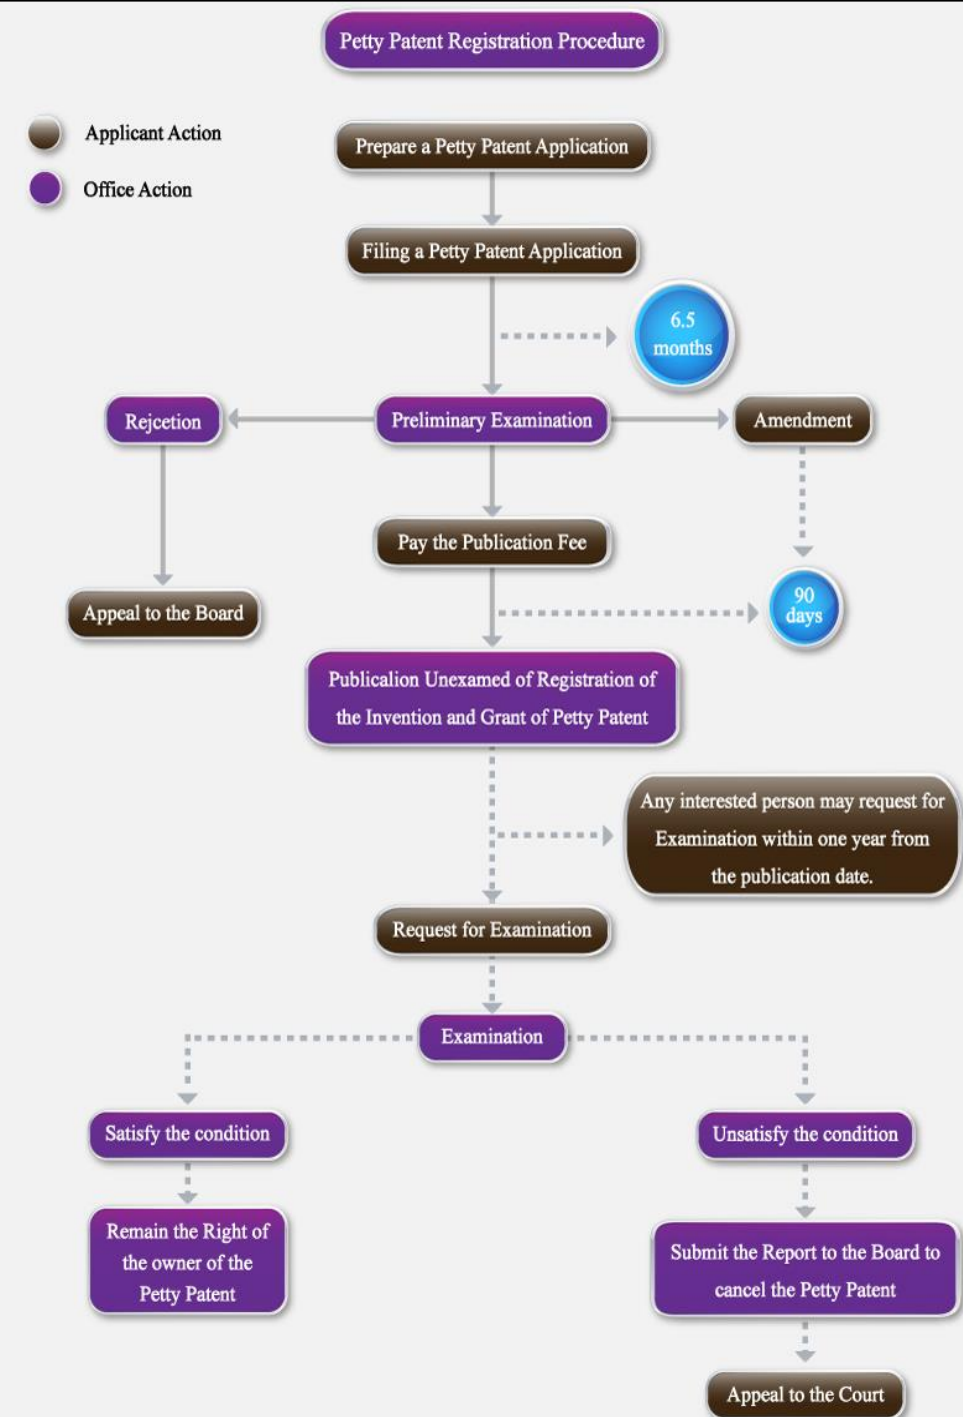 Petty Patent Registration Procedure
Applicant Action
Office Action
Prepare a Petty Patent Application
Filing a Petty Patent Application
6.5
months
Rejcetion
Preliminary Examination
Amendment
Pay the Publication Fee
Appeal to the Board
90
days
Publicalion Unexamed of Registration of
the Invention and Grant of Petty Patent
Any interested person may request for
Examination within one year from
the publication date.
Request for Examination
Examination
Satisfy the condition
Unsatisfy the condition
Remain the Right of
the owner of the
Petty Patent
Submit the Report to the Board to
cancel the Petty Patent
Appeal to the Court